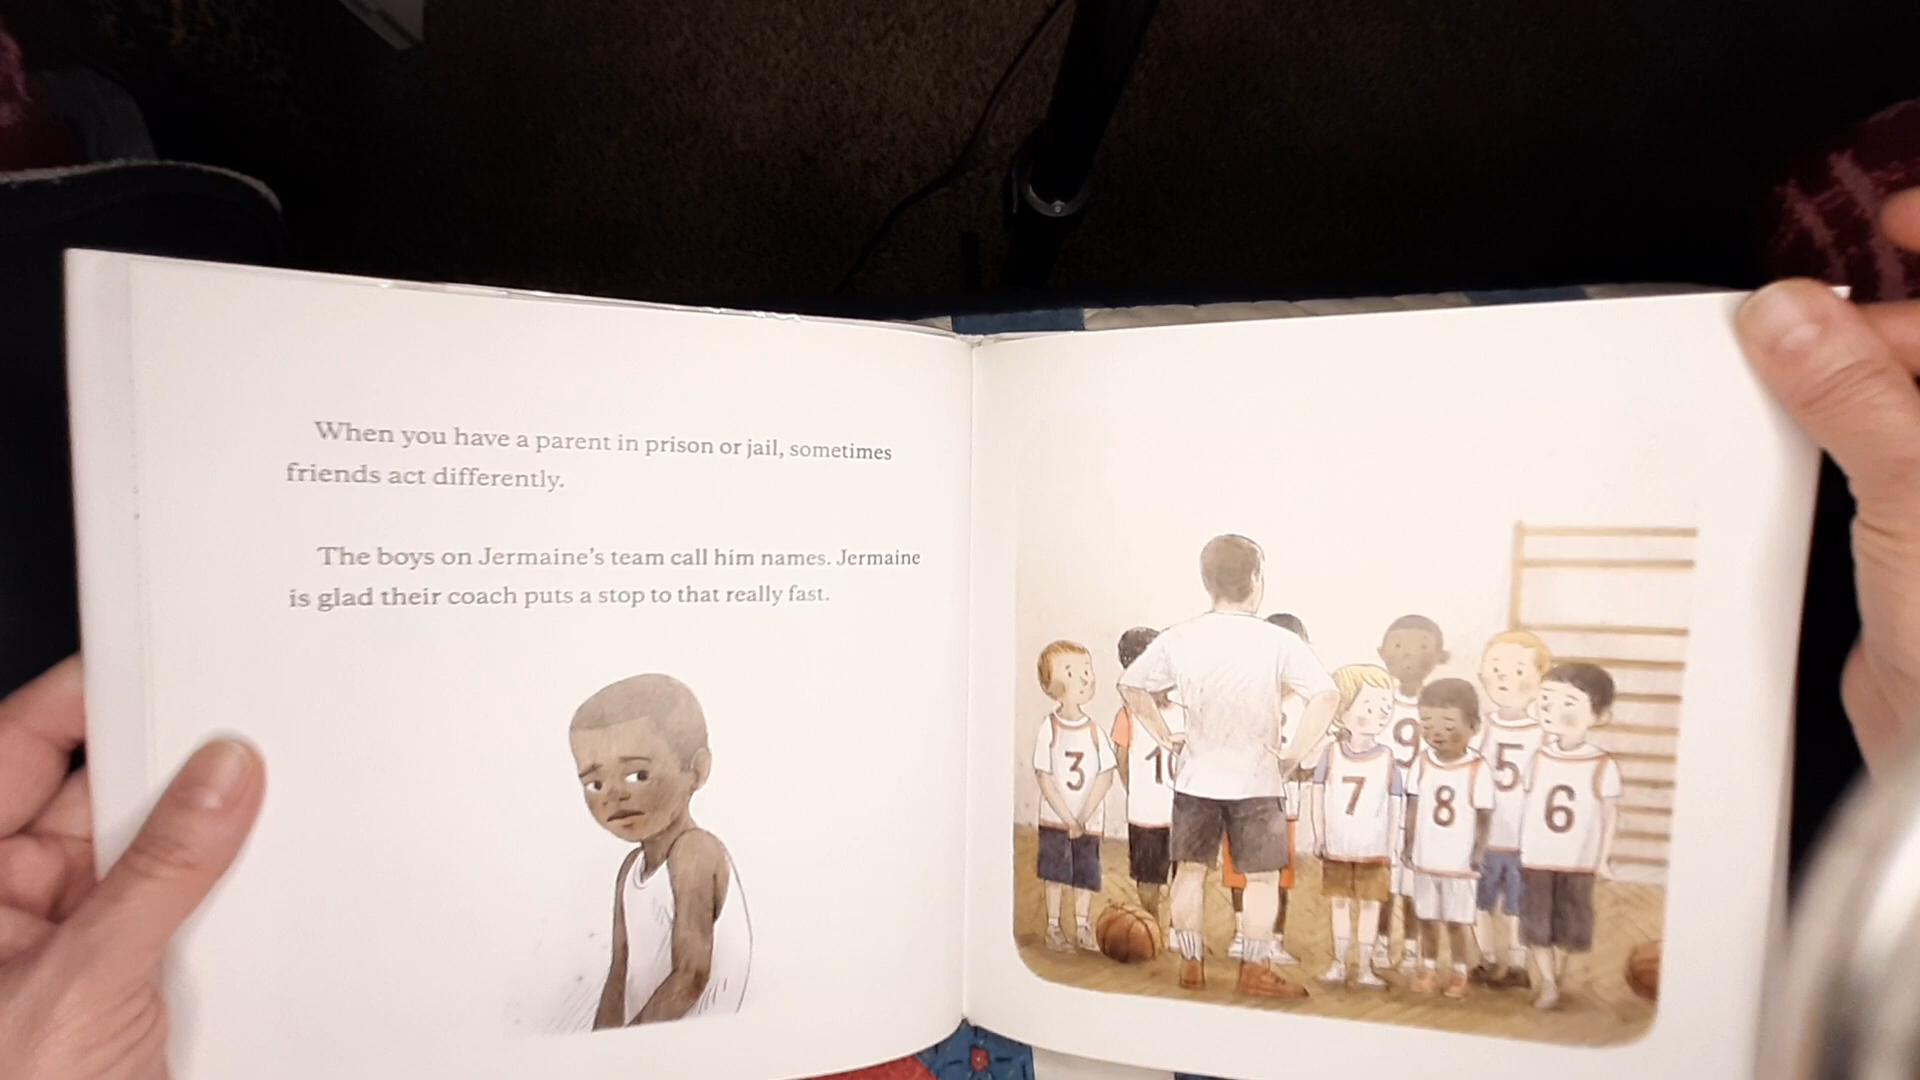 When you have a parent in prison or jail, sometimes
friends act differently.
The boys on Jermaine's team call him names. Jermaine
is glad their coach puts a stop to that really fast.
3
10
7
9
8
5
6